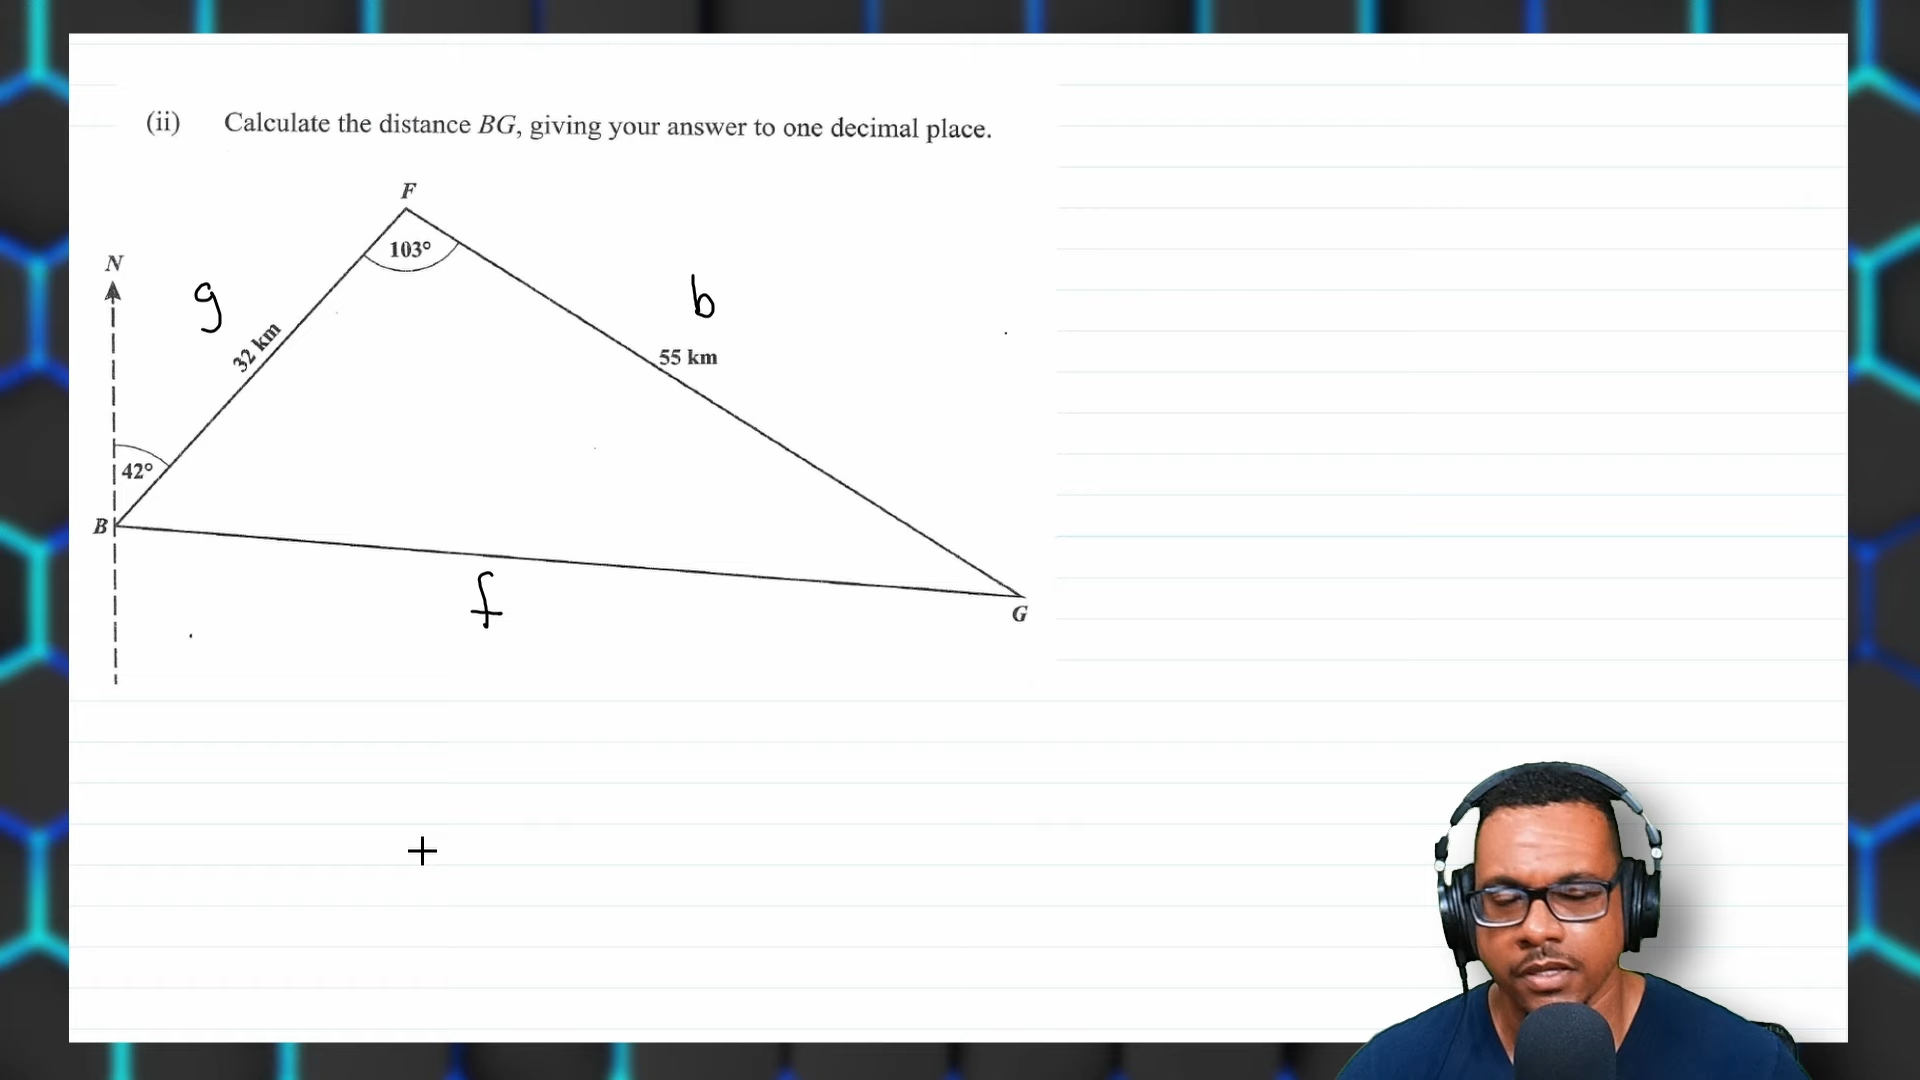 (ii) Calculate the distance BG, giving your answer to one decimal place.
F
103°
N
g
b
32 km
55 km
42°
B
f
G